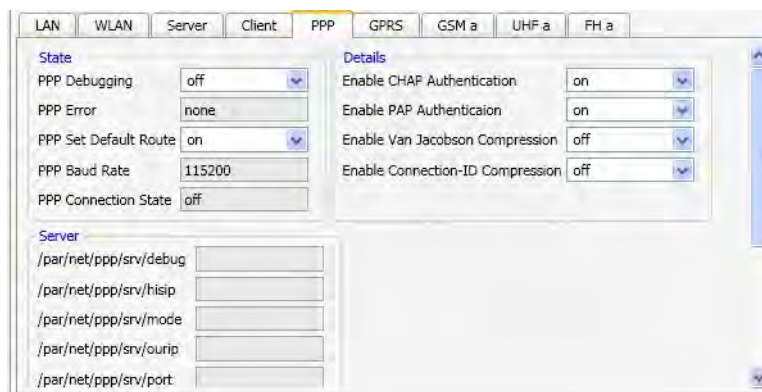 LAN WLAN Server Client PPP GPRS GSM a UHF a FH a
State
PPP Debugging off
PPP Error none
PPP Set Default Route on
PPP Baud Rate 115200
PPP Connection State off
Details
Enable CHAP Authentication on
Enable PAP Authenticaion on
Enable Van Jacobson Compression off
Enable Connection-ID Compression off
Server
/par/net/ppp/srv/debug
/par/net/ppp/srv/hisip
/par/net/ppp/srv/mode
/par/net/ppp/srv/ourip
/par/net/ppp/srv/port